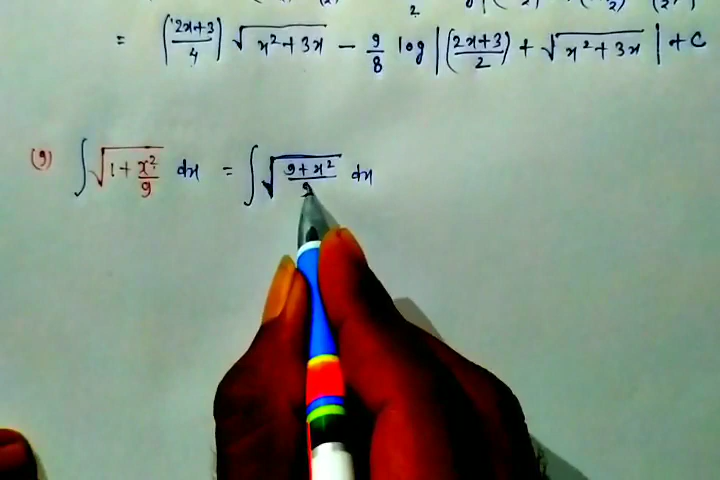 = (2x+3/4) √x²+3x − 9/8 log |(2x+3/2) + √x²+3x | + C
(9) ∫ √1+x²/9 dx = ∫ √9+x²/9 dx